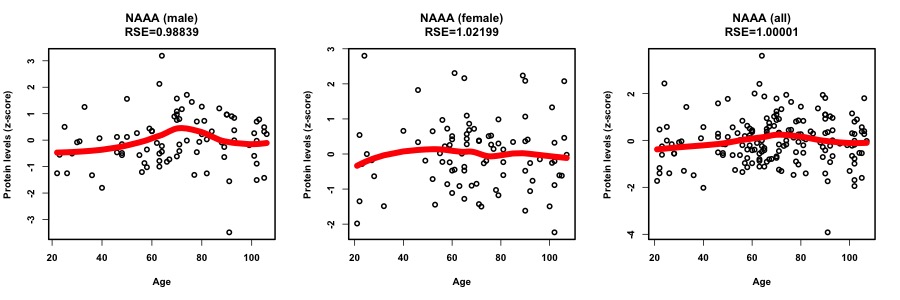 NAAA (male)
RSE=0.98839
Protein levels (z-score)
3
2
1
0
-1
-2
-3
20 40 60 80 100
Age
NAAA (female)
RSE=1.02199
Protein levels (z-score)
3
2
1
0
-1
-2
20 40 60 80 100
Age
NAAA (all)
RSE=1.00001
Protein levels (z-score)
2
0
-2
-4
20 40 60 80 100
Age